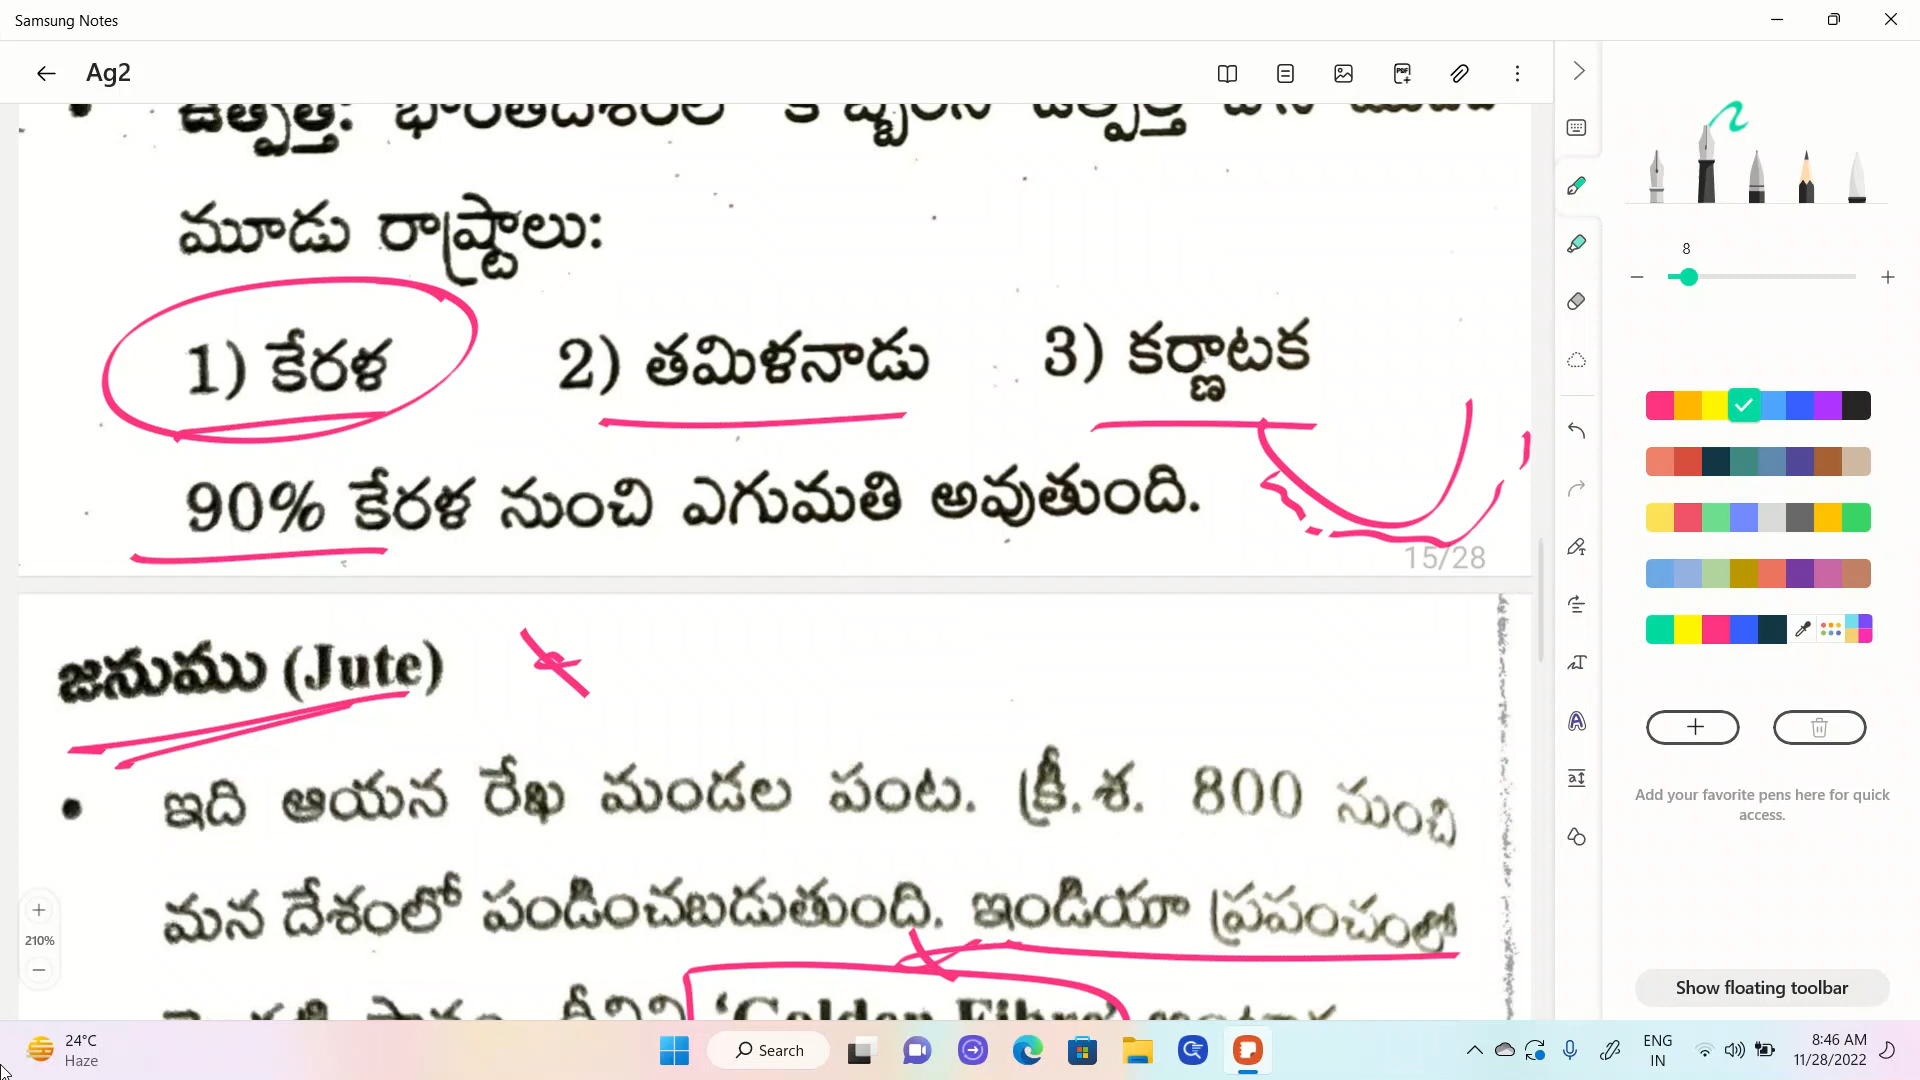 Samsung Notes
Ag2
మూడు రాష్ట్రాలు:
1) కేరళ 2) తమిళనాడు 3) కర్ణాటక
90% కేరళ నుంచి ఎగుమతి అవుతుంది.
15/28
జనుము (Jute)
• ఇది ఆయన రేఖ మండల పంట. క్రీ.శ. 800 నుంచి
మన దేశంలో పండించబడుతుంది. ఇండియా ప్రపంచంలో
'Golden Fibre'
210%
8
Add your favorite pens here for quick
access.
Show floating toolbar
24°C
Haze
Search
ENG
IN
8:46 AM
11/28/2022